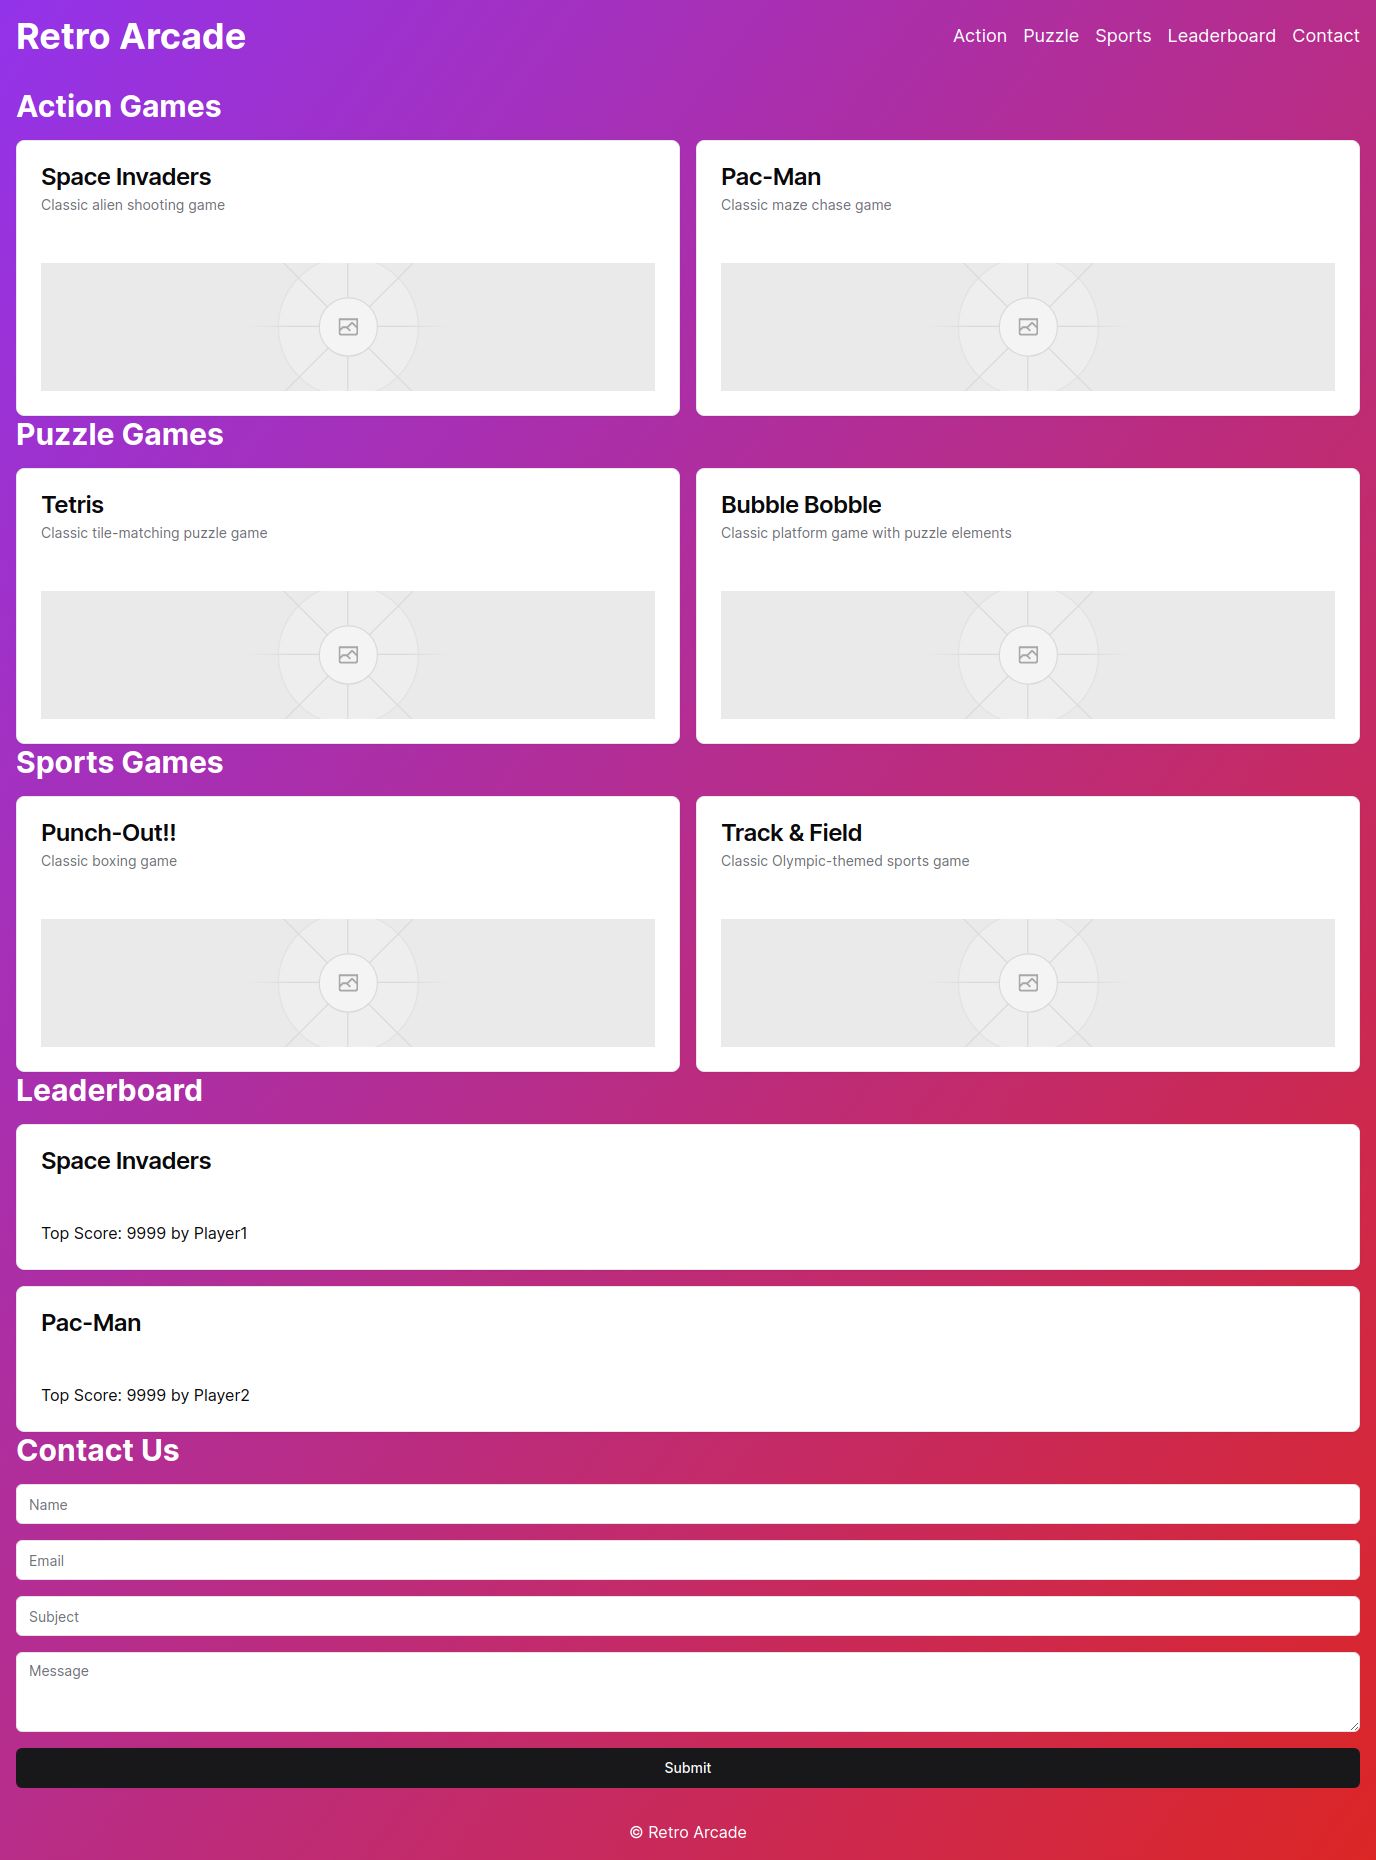 Retro Arcade
Action Puzzle Sports Leaderboard Contact
Action Games
Space Invaders
Classic alien shooting game
Pac-Man
Classic maze chase game
Puzzle Games
Tetris
Classic tile-matching puzzle game
Bubble Bobble
Classic platform game with puzzle elements
Sports Games
Punch-Out!!
Classic boxing game
Track & Field
Classic Olympic-themed sports game
Leaderboard
Space Invaders
Top Score: 9999 by Player1
Pac-Man
Top Score: 9999 by Player2
Contact Us
Name
Email
Subject
Message
Submit
© Retro Arcade